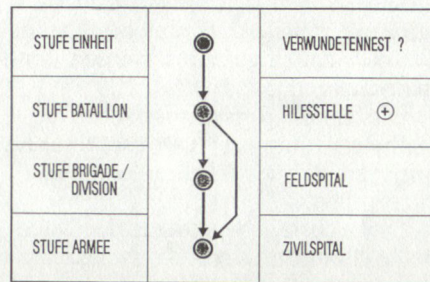 STUFE EINHEIT VERWUNDETENNEST ?
STUFE BATAILLON HILFSSTELLE
STUFE BRIGADE / FELDSPITAL
DIVISION
STUFE ARMEE ZIVILSPITAL